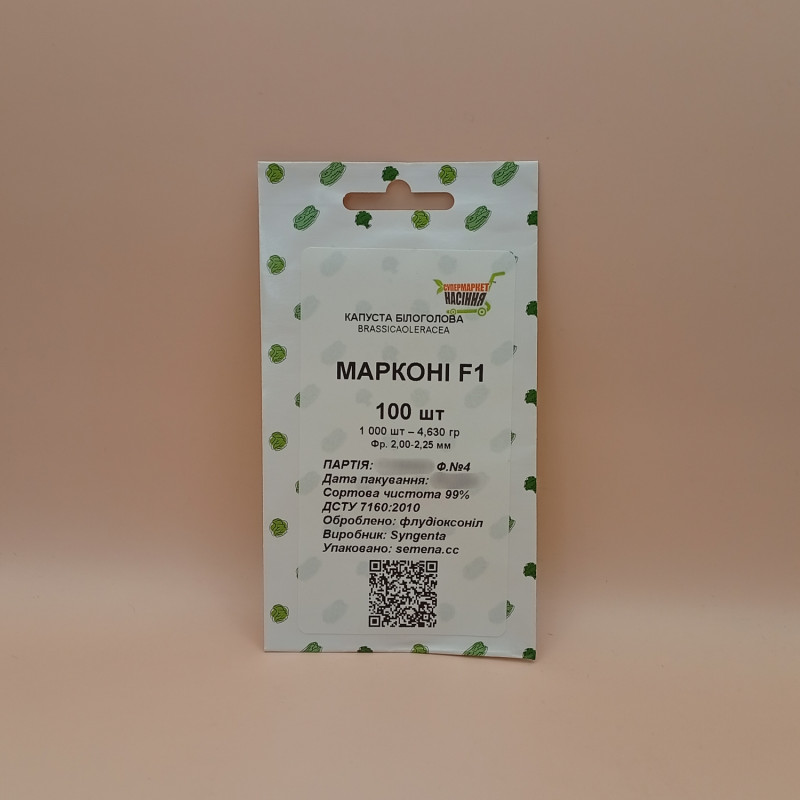 СУПЕРМАРКЕТ
НАСІННЯ
КАПУСТА БІЛОГОЛОВА
BRASSICAOLERACEA
МАРКОНІ F1
100 шт
1 000 шт – 4,630 гр
Фр. 2,00-2,25 мм
ПАРТІЯ: Ф.№4
Дата пакування:
Сортова чистота 99%
ДСТУ 7160:2010
Оброблено: флудіоксоніл
Виробник: Syngenta
Упаковано: semena.cc